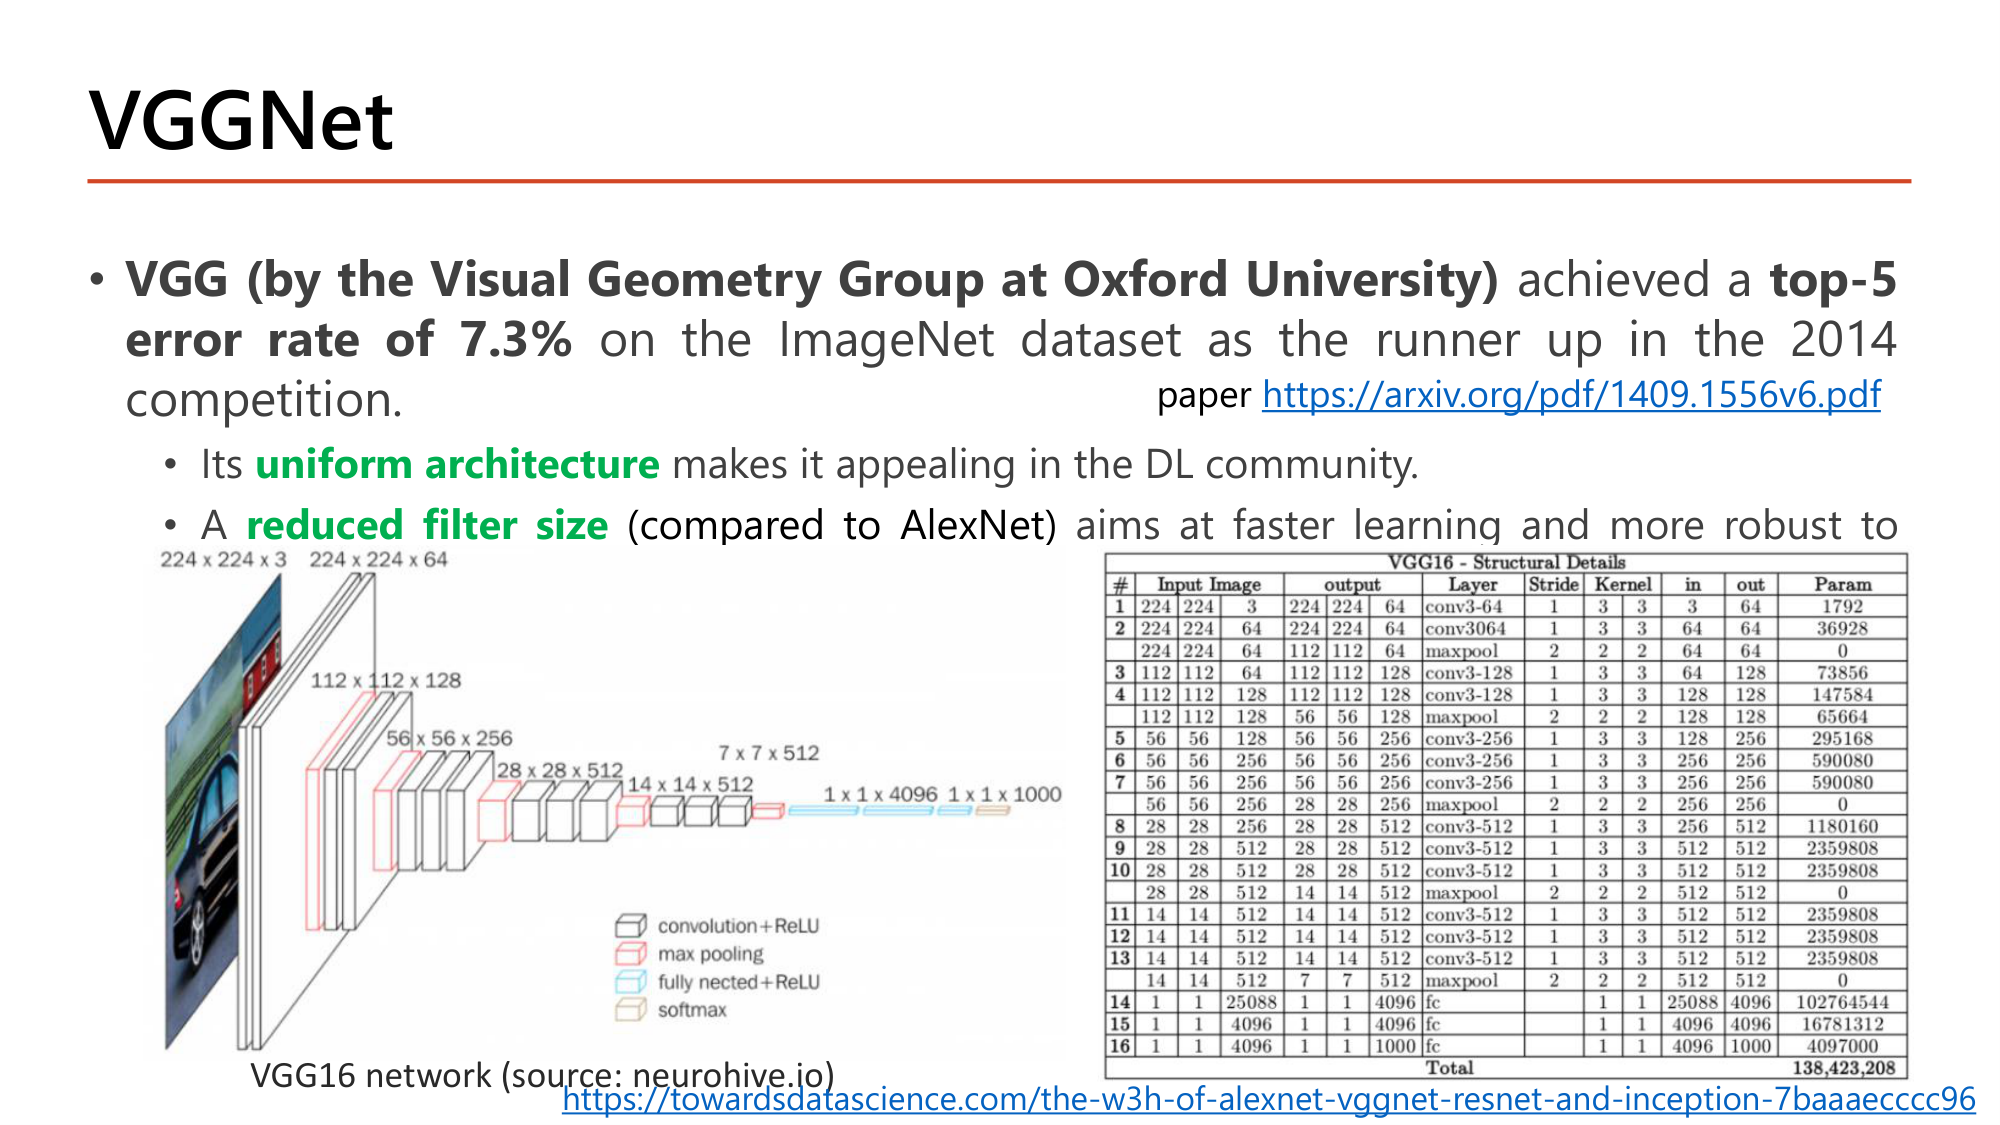 VGGNet
• VGG (by the Visual Geometry Group at Oxford University) achieved a top-5
error rate of 7.3% on the ImageNet dataset as the runner up in the 2014
competition.
paper https://arxiv.org/pdf/1409.1556v6.pdf
• Its uniform architecture makes it appealing in the DL community.
• A reduced filter size (compared to AlexNet) aims at faster learning and more robust to
224 x 224 x 3 224 x 224 x 64
112 x 112 x 128
56 x 56 x 256
28 x 28 x 512
14 x 14 x 512
7 x 7 x 512
1 x 1 x 4096 1 x 1 x 1000
convolution+ReLU
max pooling
fully nected+ReLU
softmax
VGG16 network (source: neurohive.io)
VGG16 - Structural Details
# Input Image output Layer Stride Kernel in out Param
1 224 224 3 224 224 64 conv3-64 1 3 3 3 64 1792
2 224 224 64 224 224 64 conv3064 1 3 3 64 64 36928
224 224 64 112 112 64 maxpool 2 2 2 64 64 0
3 112 112 64 112 112 128 conv3-128 1 3 3 64 128 73856
4 112 112 128 112 112 128 conv3-128 1 3 3 128 128 147584
112 112 128 56 56 128 maxpool 2 2 2 128 128 65664
5 56 56 128 56 56 256 conv3-256 1 3 3 128 256 295168
6 56 56 256 56 56 256 conv3-256 1 3 3 256 256 590080
7 56 56 256 56 56 256 conv3-256 1 3 3 256 256 590080
56 56 256 28 28 256 maxpool 2 2 2 256 256 0
8 28 28 256 28 28 512 conv3-512 1 3 3 256 512 1180160
9 28 28 512 28 28 512 conv3-512 1 3 3 512 512 2359808
10 28 28 512 28 28 512 conv3-512 1 3 3 512 512 2359808
28 28 512 14 14 512 maxpool 2 2 2 512 512 0
11 14 14 512 14 14 512 conv3-512 1 3 3 512 512 2359808
12 14 14 512 14 14 512 conv3-512 1 3 3 512 512 2359808
13 14 14 512 14 14 512 conv3-512 1 3 3 512 512 2359808
14 14 512 7 7 512 maxpool 2 2 2 512 512 0
14 1 1 25088 1 1 4096 fc 1 1 25088 4096 102764544
15 1 1 4096 1 1 4096 fc 1 1 4096 4096 16781312
16 1 1 4096 1 1 1000 fc 1 1 4096 1000 4097000
Total 138,423,208
https://towardsdatascience.com/the-w3h-of-alexnet-vggnet-resnet-and-inception-7baaaecccc96